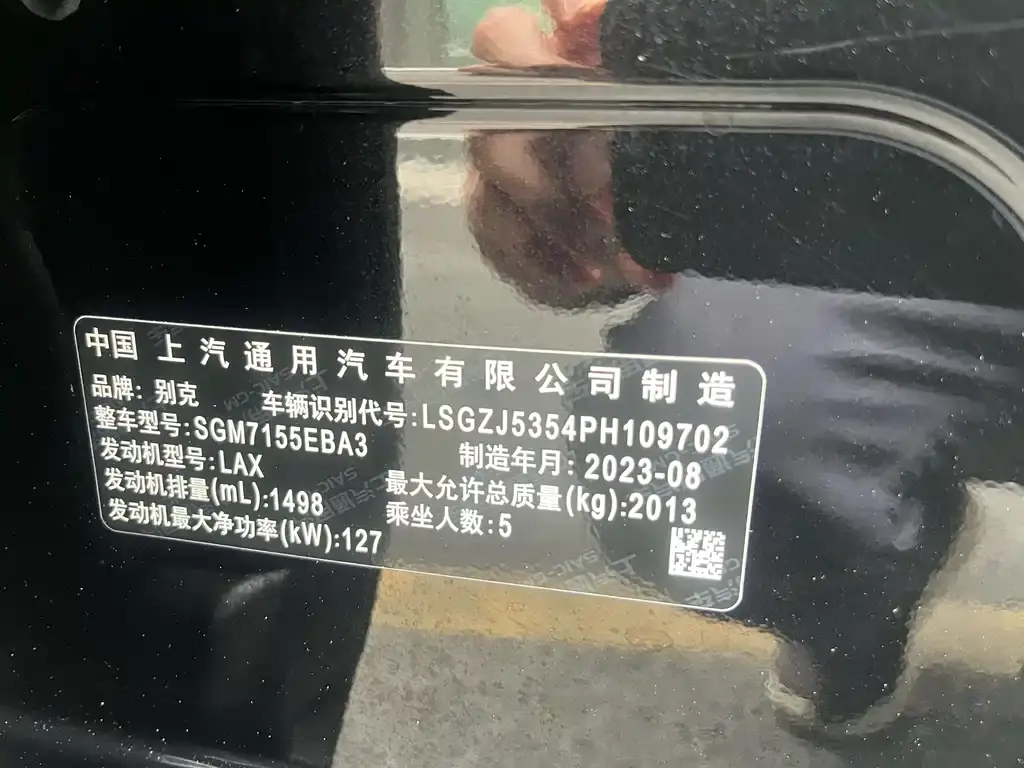 中国 上汽通用汽车有限公司制造
品牌: 别克 车辆识别代号:LSGZJ5354PH109702
整车型号:SGM7155EBA3 制造年月: 2023-08
发动机型号:LAX 最大允许总质量(kg):2013
发动机排量(mL):1498 乘坐人数:5
发动机最大净功率(kW):127